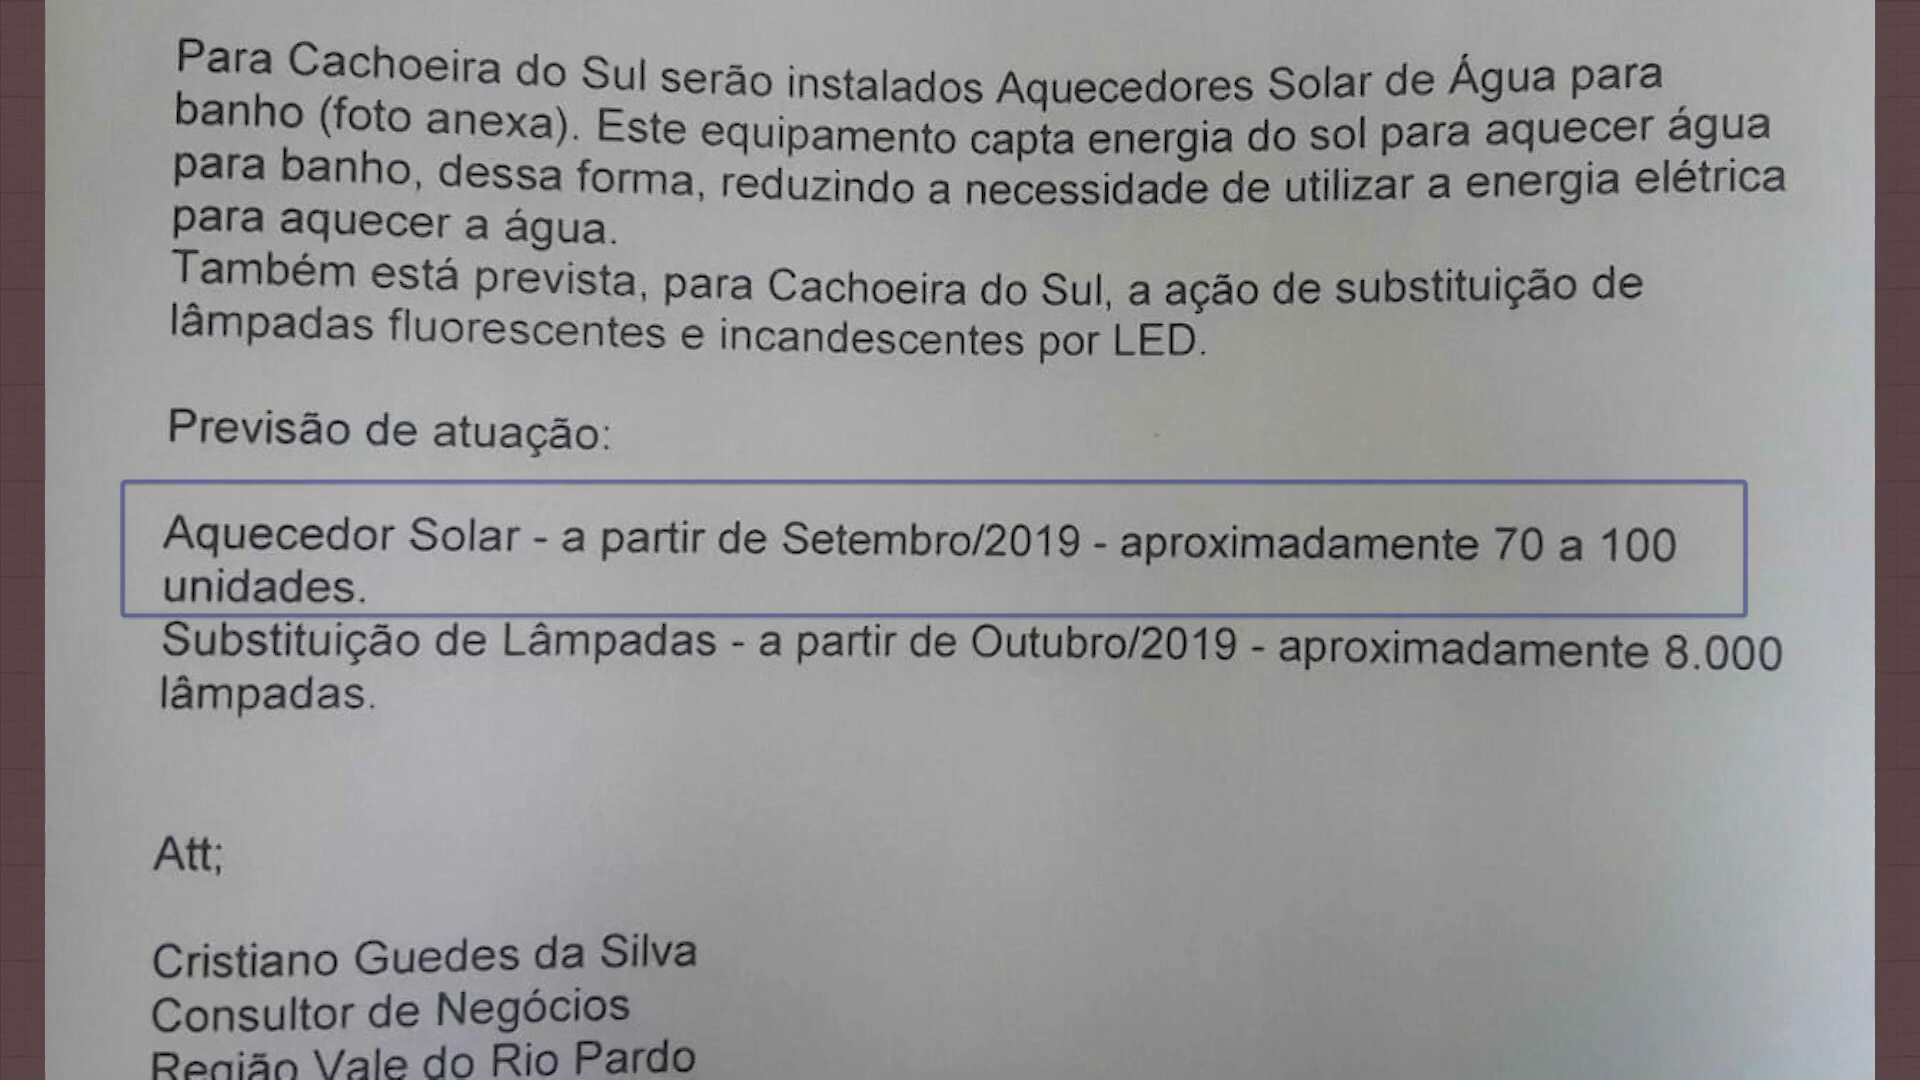 Para Cachoeira do Sul serão instalados Aquecedores Solar de Água para
banho (foto anexa). Este equipamento capta energia do sol para aquecer água
para banho, dessa forma, reduzindo a necessidade de utilizar a energia elétrica
para aquecer a água.
Também está prevista, para Cachoeira do Sul, a ação de substituição de
lâmpadas fluorescentes e incandescentes por LED.
Previsão de atuação:
Aquecedor Solar - a partir de Setembro/2019 - aproximadamente 70 a 100
unidades.
Substituição de Lâmpadas - a partir de Outubro/2019 - aproximadamente 8.000
lâmpadas.
Att;
Cristiano Guedes da Silva
Consultor de Negócios
Região Vale do Rio Pardo